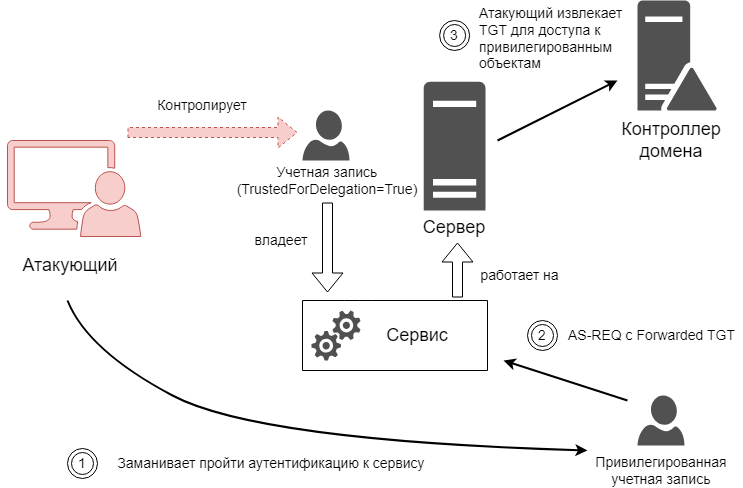 3
Атакующий извлекает
TGT для доступа к
привилегированным
объектам
Контролирует
Контроллер
домена
Учетная запись
(TrustedForDelegation=True)
Сервер
владеет
Атакующий
работает на
Сервис
2
AS-REQ с Forwarded TGT
1
Заманивает пройти аутентификацию к сервису
Привилегированная
учетная запись